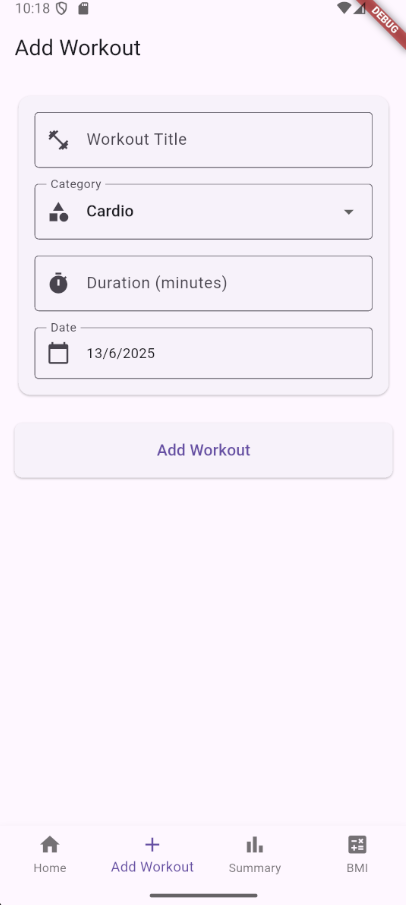 10:18
DEBUG
Add Workout
Workout Title
Category
Cardio
Duration (minutes)
Date
13/6/2025
Add Workout
Home
Add Workout
Summary
BMI